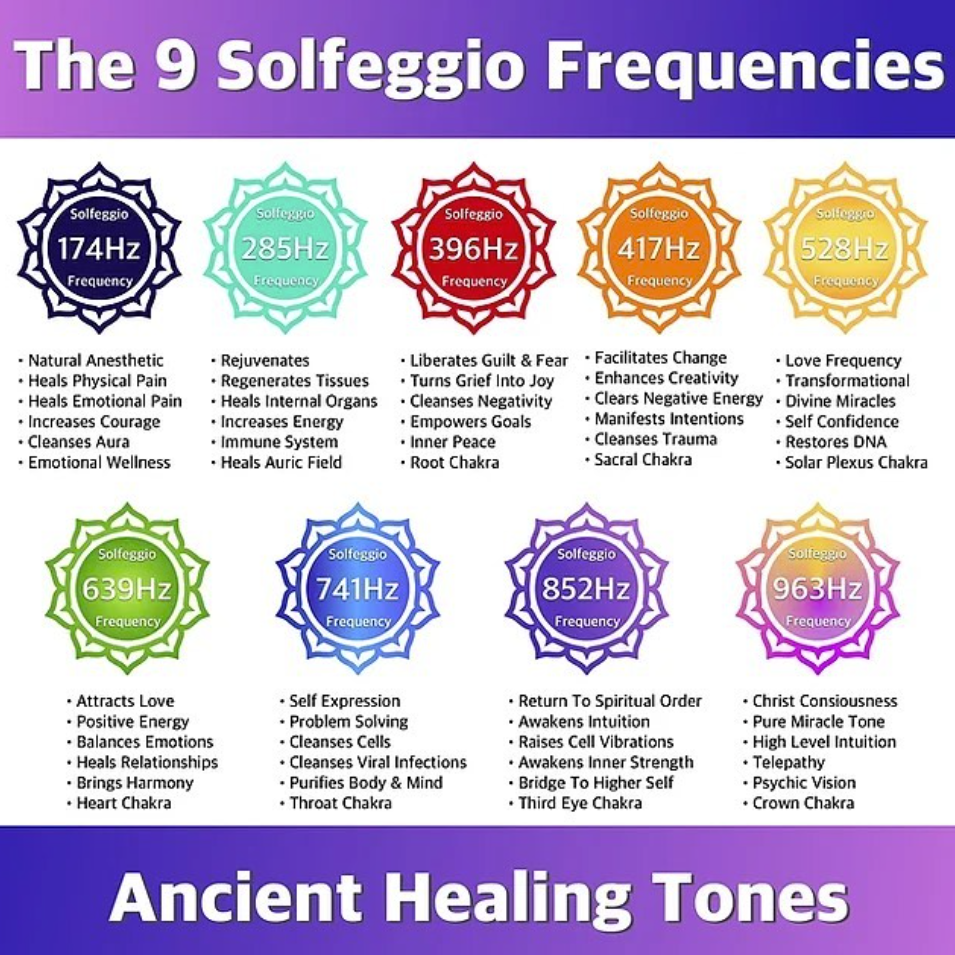 The 9 Solfeggio Frequencies
Solfeggio
174Hz
Frequency
• Natural Anesthetic
• Heals Physical Pain
• Heals Emotional Pain
• Increases Courage
• Cleanses Aura
• Emotional Wellness
Solfeggio
285Hz
Frequency
• Rejuvenates
• Regenerates Tissues
• Heals Internal Organs
• Increases Energy
• Immune System
• Heals Auric Field
Solfeggio
396Hz
Frequency
• Liberates Guilt & Fear
• Turns Grief Into Joy
• Cleanses Negativity
• Empowers Goals
• Inner Peace
• Root Chakra
Solfeggio
417Hz
Frequency
• Facilitates Change
• Enhances Creativity
• Clears Negative Energy
• Manifests Intentions
• Cleanses Trauma
• Sacral Chakra
Solfeggio
528Hz
Frequency
• Love Frequency
• Transformational
• Divine Miracles
• Self Confidence
• Restores DNA
• Solar Plexus Chakra
Solfeggio
639Hz
Frequency
• Attracts Love
• Positive Energy
• Balances Emotions
• Heals Relationships
• Brings Harmony
• Heart Chakra
Solfeggio
741Hz
Frequency
• Self Expression
• Problem Solving
• Cleanses Cells
• Cleanses Viral Infections
• Purifies Body & Mind
• Throat Chakra
Solfeggio
852Hz
Frequency
• Return To Spiritual Order
• Awakens Intuition
• Raises Cell Vibrations
• Awakens Inner Strength
• Bridge To Higher Self
• Third Eye Chakra
Solfeggio
963Hz
Frequency
• Christ Consiousness
• Pure Miracle Tone
• High Level Intuition
• Telepathy
• Psychic Vision
• Crown Chakra
Ancient Healing Tones